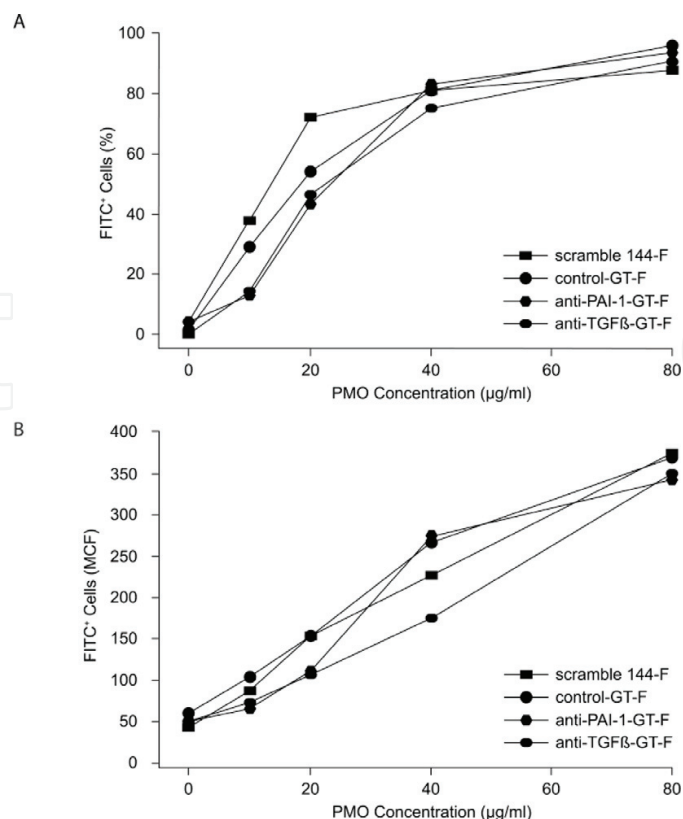 A
100
80
60
40
20
0
FITC⁺ Cells (%)
scramble 144-F
control-GT-F
anti-PAI-1-GT-F
anti-TGFß-GT-F
0 20 40 60 80
PMO Concentration (µg/ml)
B
400
350
300
250
200
150
100
50
0
FITC⁺ Cells (MCF)
scramble 144-F
control-GT-F
anti-PAI-1-GT-F
anti-TGFß-GT-F
0 20 40 60 80
PMO Concentration (µg/ml)